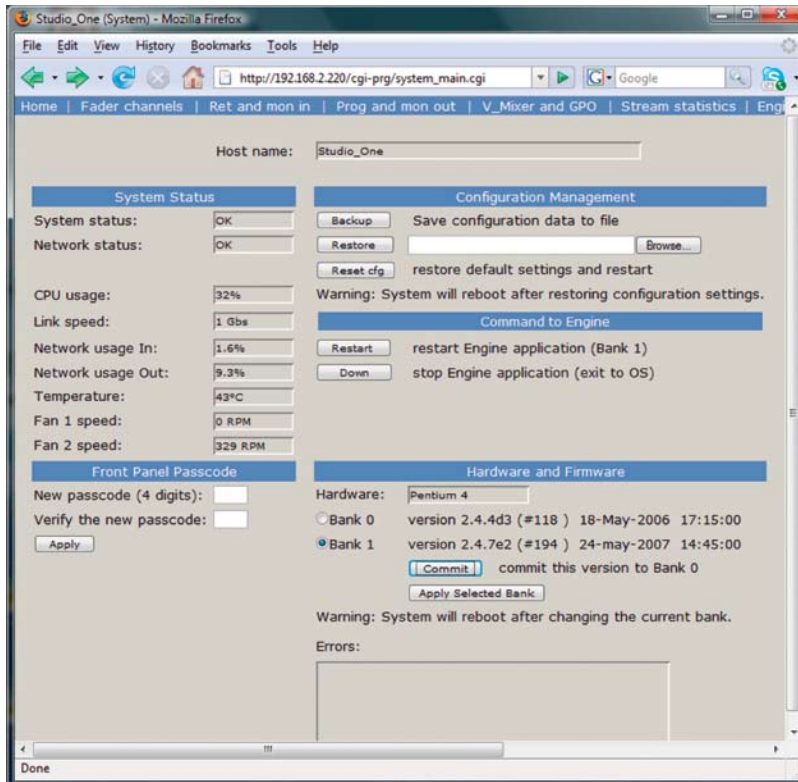 Studio_One (System) - Mozilla Firefox
File Edit View History Bookmarks Tools Help
http://192.168.2.220/cgi-prg/system_main.cgi
Google
Home | Fader channels | Ret and mon in | Prog and mon out | V_Mixer and GPO | Stream statistics | Engi
Host name: Studio_One
System Status
System status: OK
Network status: OK
CPU usage: 32%
Link speed: 1 Gbs
Network usage In: 1.6%
Network usage Out: 9.3%
Temperature: 43°C
Fan 1 speed: 0 RPM
Fan 2 speed: 329 RPM
Front Panel Passcode
New passcode (4 digits):
Verify the new passcode:
Apply
Configuration Management
Backup Save configuration data to file
Restore Browse...
Reset cfg restore default settings and restart
Warning: System will reboot after restoring configuration settings.
Command to Engine
Restart restart Engine application (Bank 1)
Down stop Engine application (exit to OS)
Hardware and Firmware
Hardware: Pentium 4
Bank 0 version 2.4.4d3 (#118 ) 18-May-2006 17:15:00
Bank 1 version 2.4.7e2 (#194 ) 24-may-2007 14:45:00
Commit commit this version to Bank 0
Apply Selected Bank
Warning: System will reboot after changing the current bank.
Errors:
Done